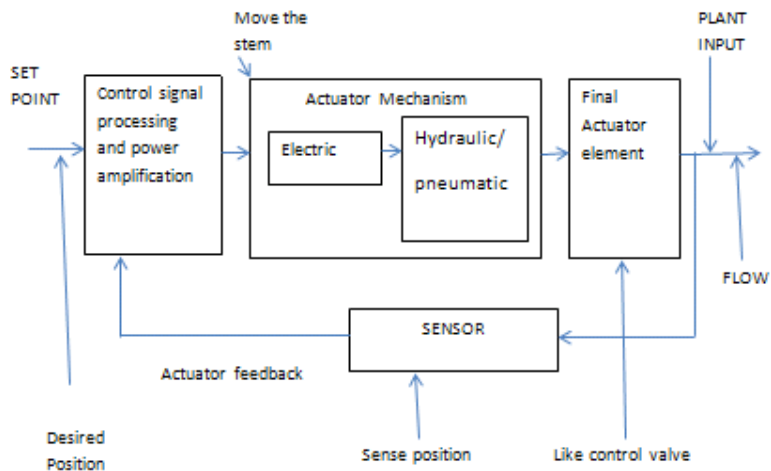 Move the
stem
PLANT
INPUT
SET
POINT
Control signal
processing
and power
amplification
Actuator Mechanism
Electric
Hydraulic/
pneumatic
Final
Actuator
element
FLOW
SENSOR
Actuator feedback
Desired
Position
Sense position
Like control valve